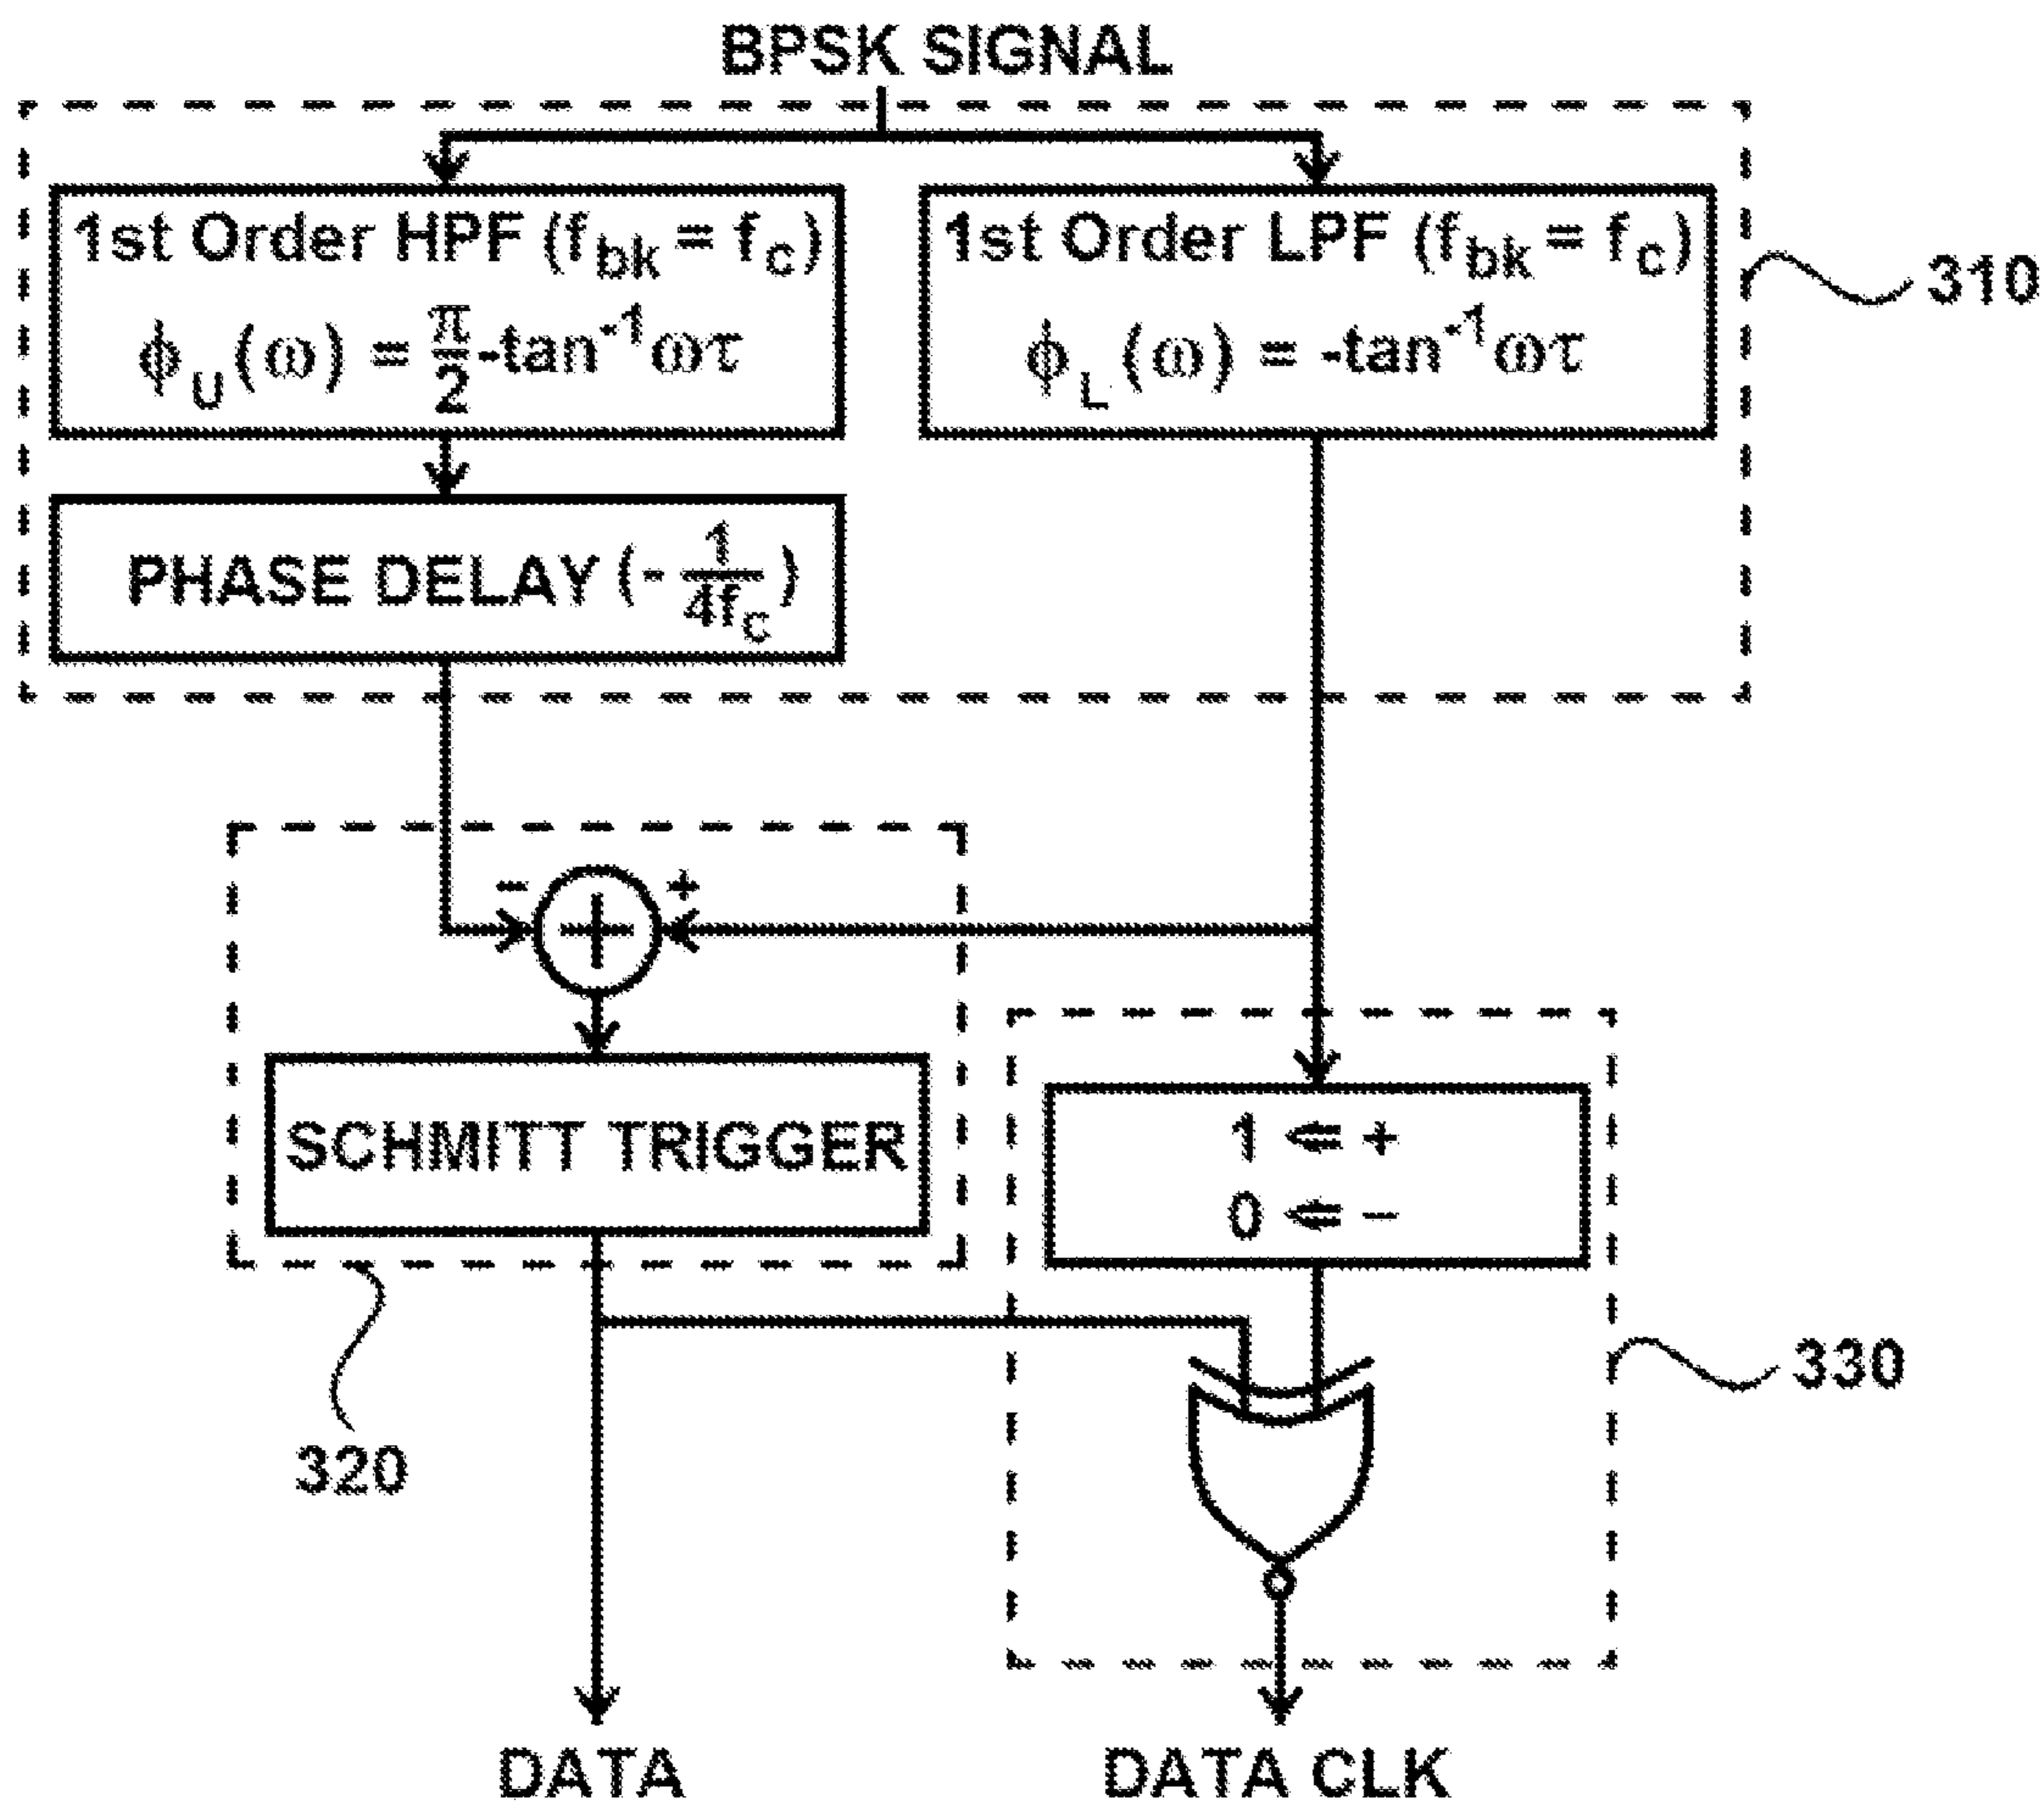 BPSK SIGNAL
1st Order HPF (f_bk = f_c)
ϕ_U (ω) = π/2 -tan⁻¹ωτ
1st Order LPF (f_bk = f_c)
ϕ_L (ω) = -tan⁻¹ωτ
310
PHASE DELAY (- 1/4f_c)
- +
SCHMITT TRIGGER
1 ⇐ +
0 ⇐ −
320
330
DATA
DATA CLK